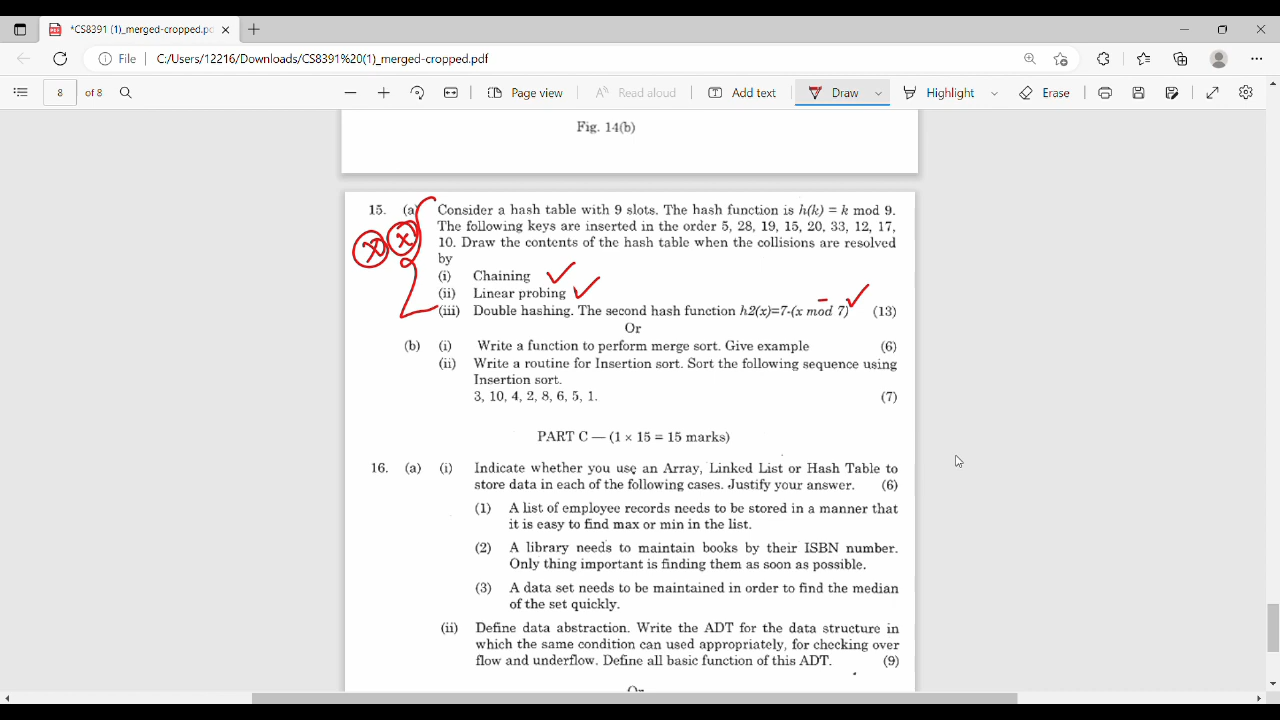 *CS8391 (1)_merged-cropped.pdf
File C:/Users/12216/Downloads/CS8391%20(1)_merged-cropped.pdf
8 of 8 Page view Read aloud Add text Draw Highlight Erase
Fig. 14(b)
15. (a) Consider a hash table with 9 slots. The hash function is h(k) = k mod 9.
The following keys are inserted in the order 5, 28, 19, 15, 20, 33, 12, 17,
10. Draw the contents of the hash table when the collisions are resolved
by
(i) Chaining
(ii) Linear probing
(iii) Double hashing. The second hash function h2(x)=7-(x mod 7) (13)
Or
(b) (i) Write a function to perform merge sort. Give example (6)
(ii) Write a routine for Insertion sort. Sort the following sequence using
Insertion sort.
3, 10, 4, 2, 8, 6, 5, 1. (7)
PART C — (1 × 15 = 15 marks)
16. (a) (i) Indicate whether you use an Array, Linked List or Hash Table to
store data in each of the following cases. Justify your answer. (6)
(1) A list of employee records needs to be stored in a manner that
it is easy to find max or min in the list.
(2) A library needs to maintain books by their ISBN number.
Only thing important is finding them as soon as possible.
(3) A data set needs to be maintained in order to find the median
of the set quickly.
(ii) Define data abstraction. Write the ADT for the data structure in
which the same condition can used appropriately, for checking over
flow and underflow. Define all basic function of this ADT. (9)
Or